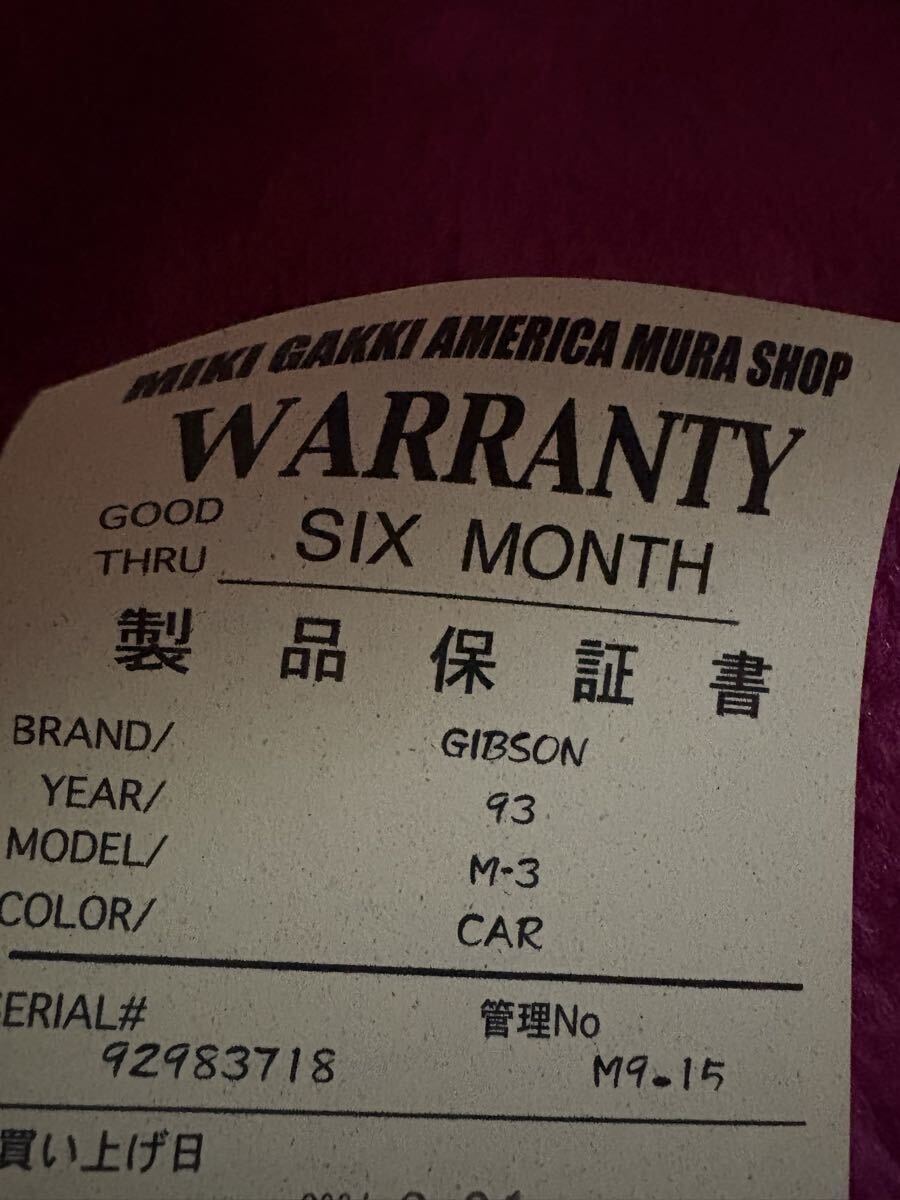 MIKI GAKKI AMERICA MURA SHOP
WARRANTY
GOOD THRU SIX MONTH
製品保証書
BRAND/ GIBSON
YEAR/ 93
MODEL/ M-3
COLOR/ CAR
SERIAL# 管理No
92983718 M9-15
買い上げ日